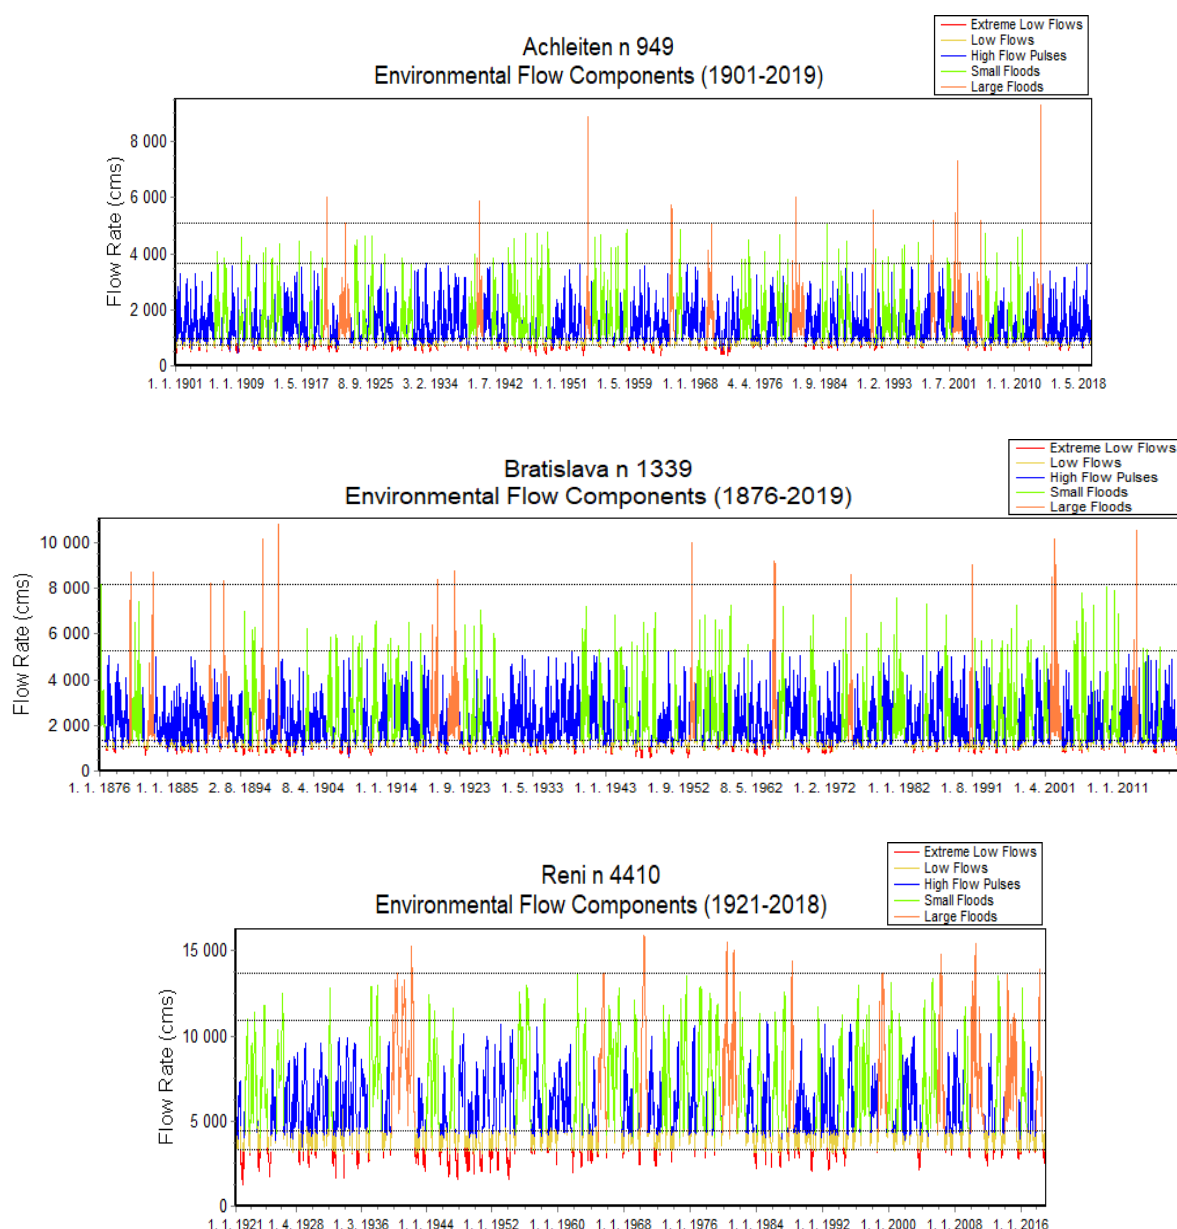 Extreme Low Flows
Low Flows
High Flow Pulses
Small Floods
Large Floods
Achleiten n 949
Environmental Flow Components (1901-2019)
Flow Rate (cms)
8 000
6 000
4 000
2 000
0
1. 1. 1901 1. 1. 1909 1. 5. 1917 8. 9. 1925 3. 2. 1934 1. 7. 1942 1. 1. 1951 1. 5. 1959 1. 1. 1968 4. 4. 1976 1. 9. 1984 1. 2. 1993 1. 7. 2001 1. 1. 2010 1. 5. 2018
Extreme Low Flows
Low Flows
High Flow Pulses
Small Floods
Large Floods
Bratislava n 1339
Environmental Flow Components (1876-2019)
Flow Rate (cms)
10 000
8 000
6 000
4 000
2 000
0
1. 1. 1876 1. 1. 1885 2. 8. 1894 8. 4. 1904 1. 1. 1914 1. 9. 1923 1. 5. 1933 1. 1. 1943 1. 9. 1952 8. 5. 1962 1. 2. 1972 1. 1. 1982 1. 8. 1991 1. 4. 2001 1. 1. 2011
Extreme Low Flows
Low Flows
High Flow Pulses
Small Floods
Large Floods
Reni n 4410
Environmental Flow Components (1921-2018)
Flow Rate (cms)
15 000
10 000
5 000
0
1. 1. 1921 1. 4. 1928 1. 3. 1936 1. 1. 1944 1. 1. 1952 1. 1. 1960 1. 1. 1968 1. 1. 1976 1. 1. 1984 1. 1. 1992 1. 1. 2000 1. 1. 2008 1. 1. 2016